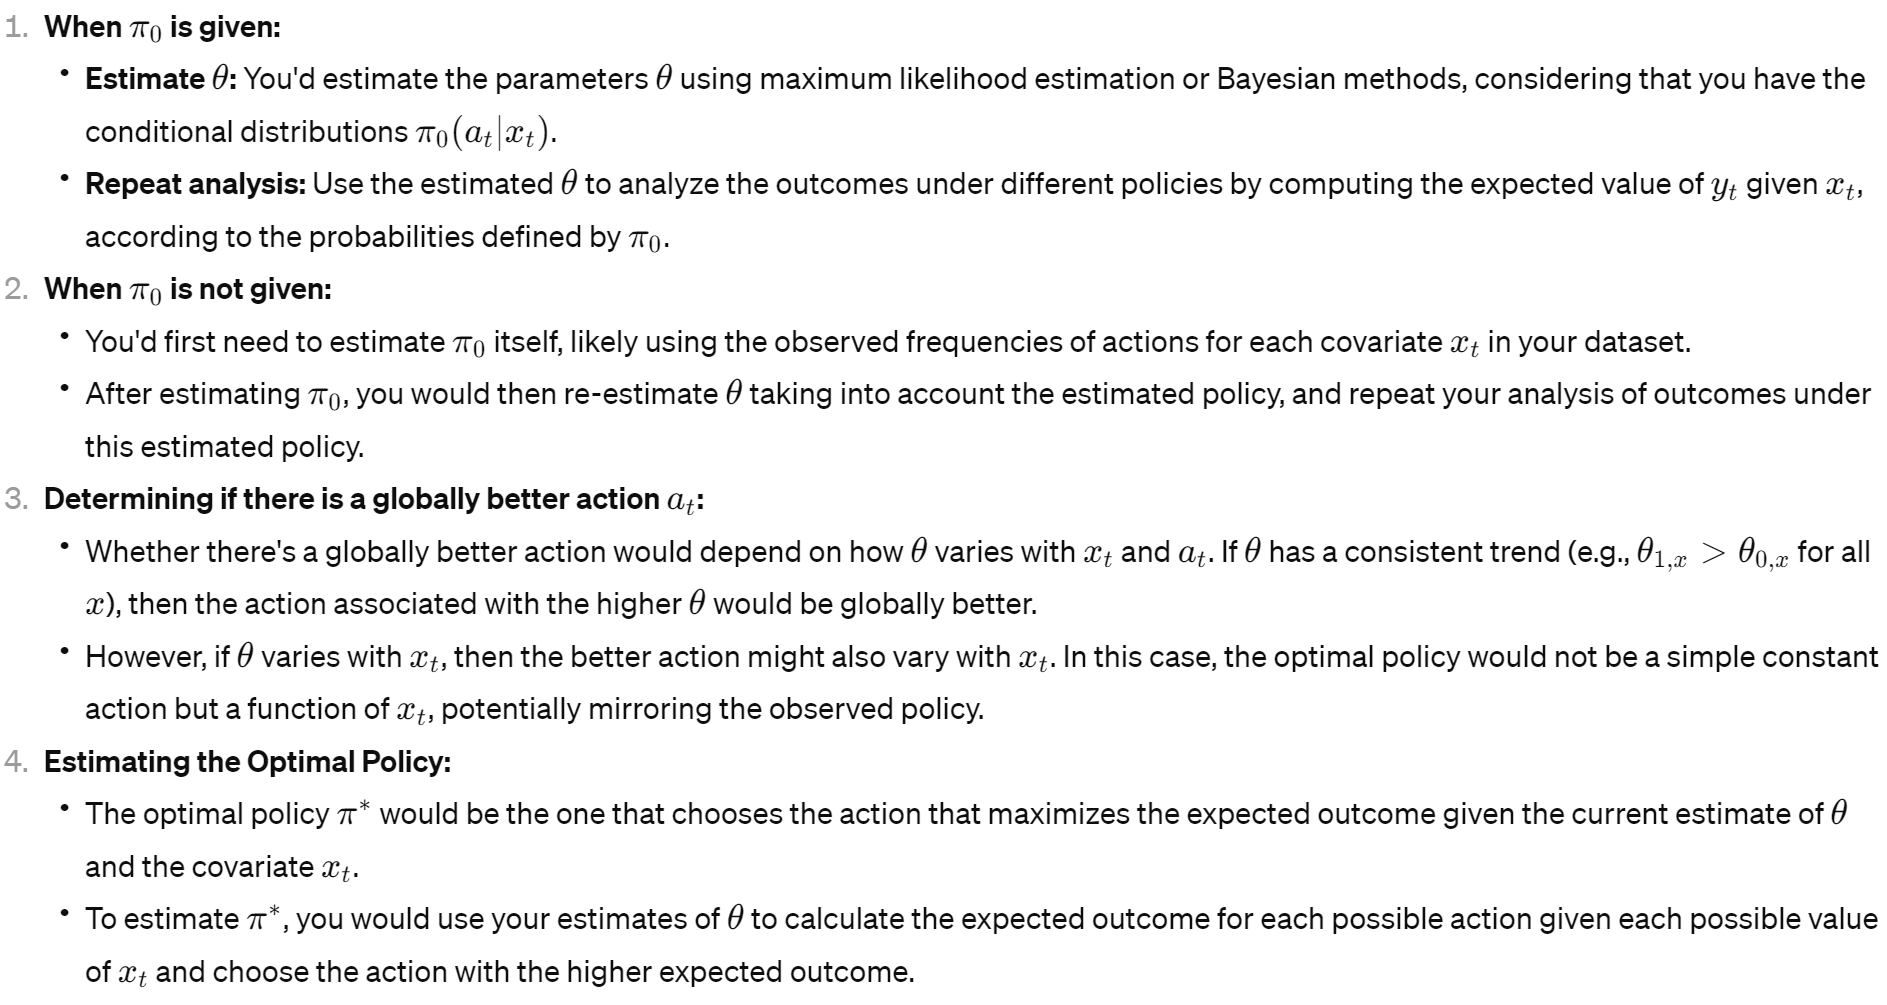 1. When π₀ is given:
• Estimate θ: You'd estimate the parameters θ using maximum likelihood estimation or Bayesian methods, considering that you have the
conditional distributions π₀(aₜ|xₜ).
• Repeat analysis: Use the estimated θ to analyze the outcomes under different policies by computing the expected value of yₜ given xₜ,
according to the probabilities defined by π₀.
2. When π₀ is not given:
• You'd first need to estimate π₀ itself, likely using the observed frequencies of actions for each covariate xₜ in your dataset.
• After estimating π₀, you would then re-estimate θ taking into account the estimated policy, and repeat your analysis of outcomes under
this estimated policy.
3. Determining if there is a globally better action aₜ:
• Whether there's a globally better action would depend on how θ varies with xₜ and aₜ. If θ has a consistent trend (e.g., θ₁,ₓ > θ₀,ₓ for all
x), then the action associated with the higher θ would be globally better.
• However, if θ varies with xₜ, then the better action might also vary with xₜ. In this case, the optimal policy would not be a simple constant
action but a function of xₜ, potentially mirroring the observed policy.
4. Estimating the Optimal Policy:
• The optimal policy π* would be the one that chooses the action that maximizes the expected outcome given the current estimate of θ
and the covariate xₜ.
• To estimate π*, you would use your estimates of θ to calculate the expected outcome for each possible action given each possible value
of xₜ and choose the action with the higher expected outcome.